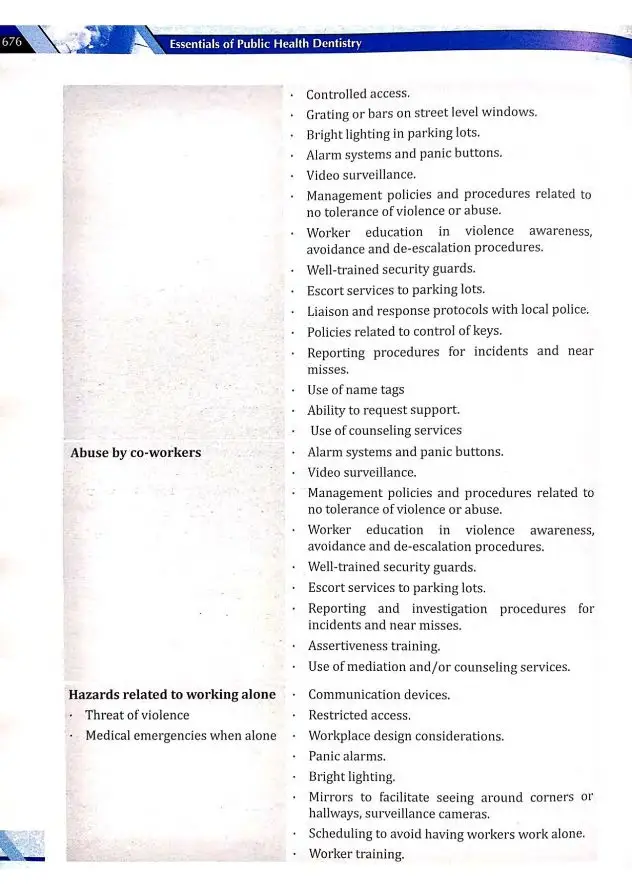 676
Essentials of Public Health Dentistry
· Controlled access.
· Grating or bars on street level windows.
· Bright lighting in parking lots.
· Alarm systems and panic buttons.
· Video surveillance.
· Management policies and procedures related to
no tolerance of violence or abuse.
· Worker education in violence awareness,
avoidance and de-escalation procedures.
· Well-trained security guards.
· Escort services to parking lots.
· Liaison and response protocols with local police.
· Policies related to control of keys.
· Reporting procedures for incidents and near
misses.
· Use of name tags
· Ability to request support.
· Use of counseling services
Abuse by co-workers
· Alarm systems and panic buttons.
· Video surveillance.
· Management policies and procedures related to
no tolerance of violence or abuse.
· Worker education in violence awareness,
avoidance and de-escalation procedures.
· Well-trained security guards.
· Escort services to parking lots.
· Reporting and investigation procedures for
incidents and near misses.
· Assertiveness training.
· Use of mediation and/or counseling services.
Hazards related to working alone
· Threat of violence
· Medical emergencies when alone
· Communication devices.
· Restricted access.
· Workplace design considerations.
· Panic alarms.
· Bright lighting.
· Mirrors to facilitate seeing around corners or
hallways, surveillance cameras.
· Scheduling to avoid having workers work alone.
· Worker training.